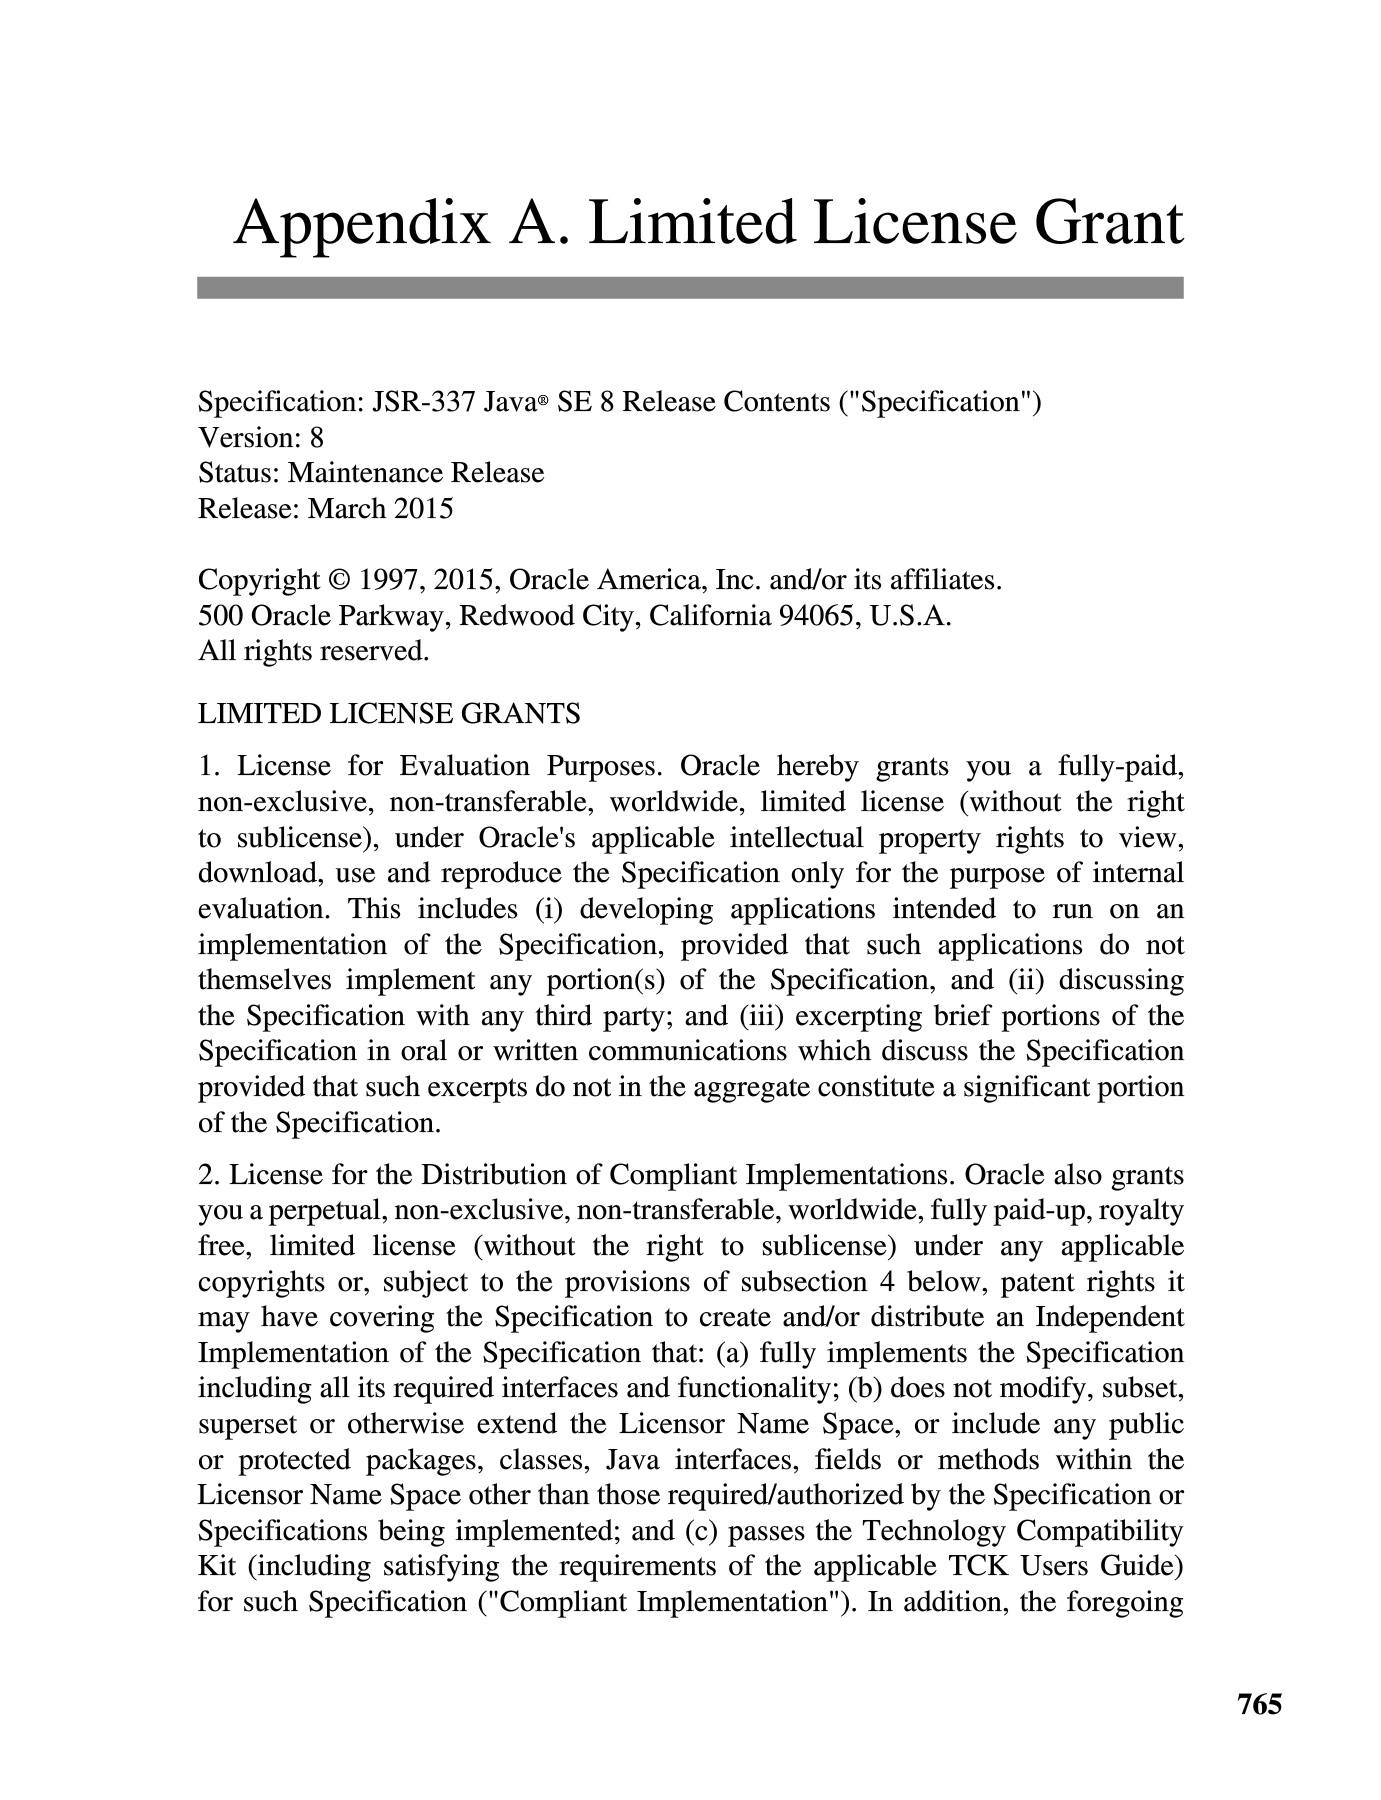 Appendix A. Limited License Grant
Specification: JSR-337 Java® SE 8 Release Contents ("Specification")
Version: 8
Status: Maintenance Release
Release: March 2015
Copyright © 1997, 2015, Oracle America, Inc. and/or its affiliates.
500 Oracle Parkway, Redwood City, California 94065, U.S.A.
All rights reserved.
LIMITED LICENSE GRANTS
1. License for Evaluation Purposes. Oracle hereby grants you a fully-paid,
non-exclusive, non-transferable, worldwide, limited license (without the right
to sublicense), under Oracle's applicable intellectual property rights to view,
download, use and reproduce the Specification only for the purpose of internal
evaluation. This includes (i) developing applications intended to run on an
implementation of the Specification, provided that such applications do not
themselves implement any portion(s) of the Specification, and (ii) discussing
the Specification with any third party; and (iii) excerpting brief portions of the
Specification in oral or written communications which discuss the Specification
provided that such excerpts do not in the aggregate constitute a significant portion
of the Specification.
2. License for the Distribution of Compliant Implementations. Oracle also grants
you a perpetual, non-exclusive, non-transferable, worldwide, fully paid-up, royalty
free, limited license (without the right to sublicense) under any applicable
copyrights or, subject to the provisions of subsection 4 below, patent rights it
may have covering the Specification to create and/or distribute an Independent
Implementation of the Specification that: (a) fully implements the Specification
including all its required interfaces and functionality; (b) does not modify, subset,
superset or otherwise extend the Licensor Name Space, or include any public
or protected packages, classes, Java interfaces, fields or methods within the
Licensor Name Space other than those required/authorized by the Specification or
Specifications being implemented; and (c) passes the Technology Compatibility
Kit (including satisfying the requirements of the applicable TCK Users Guide)
for such Specification ("Compliant Implementation"). In addition, the foregoing
765